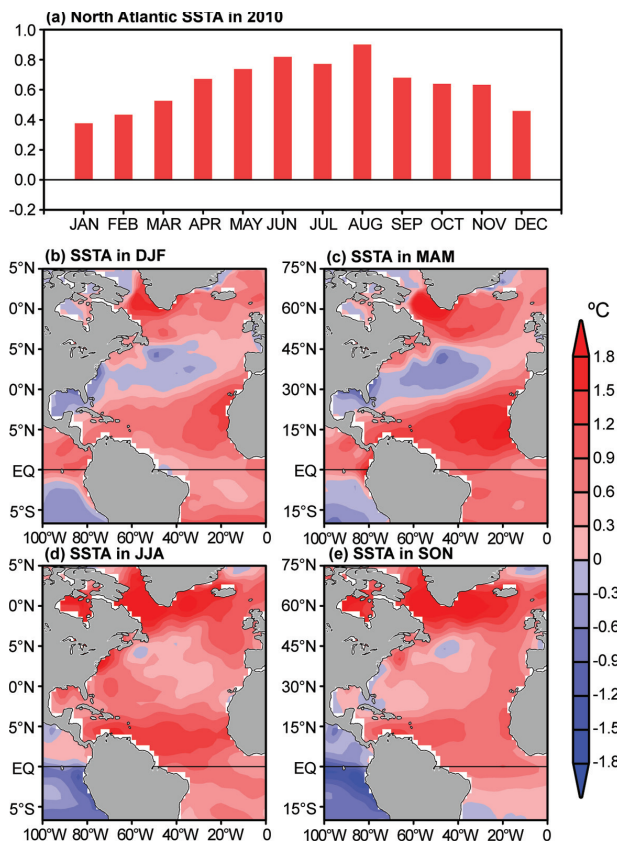 (a) North Atlantic SSTA in 2010
1.0
0.8
0.6
0.4
0.2
0.0
-0.2
JAN FEB MAR APR MAY JUN JUL AUG SEP OCT NOV DEC
(b) SSTA in DJF (c) SSTA in MAM
5°N 75°N
0°N 60°N
5°N 45°N
0°N 30°N
5°N 15°N
EQ EQ
5°S 15°S
100°W 80°W 60°W 40°W 20°W 0 100°W 80°W 60°W 40°W 20°W 0
(d) SSTA in JJA (e) SSTA in SON
5°N 75°N
0°N 60°N
5°N 45°N
0°N 30°N
5°N 15°N
EQ EQ
5°S 15°S
100°W 80°W 60°W 40°W 20°W 0 100°W 80°W 60°W 40°W 20°W 0
ºC
1.8
1.5
1.2
0.9
0.6
0.3
0
-0.3
-0.6
-0.9
-1.2
-1.5
-1.8